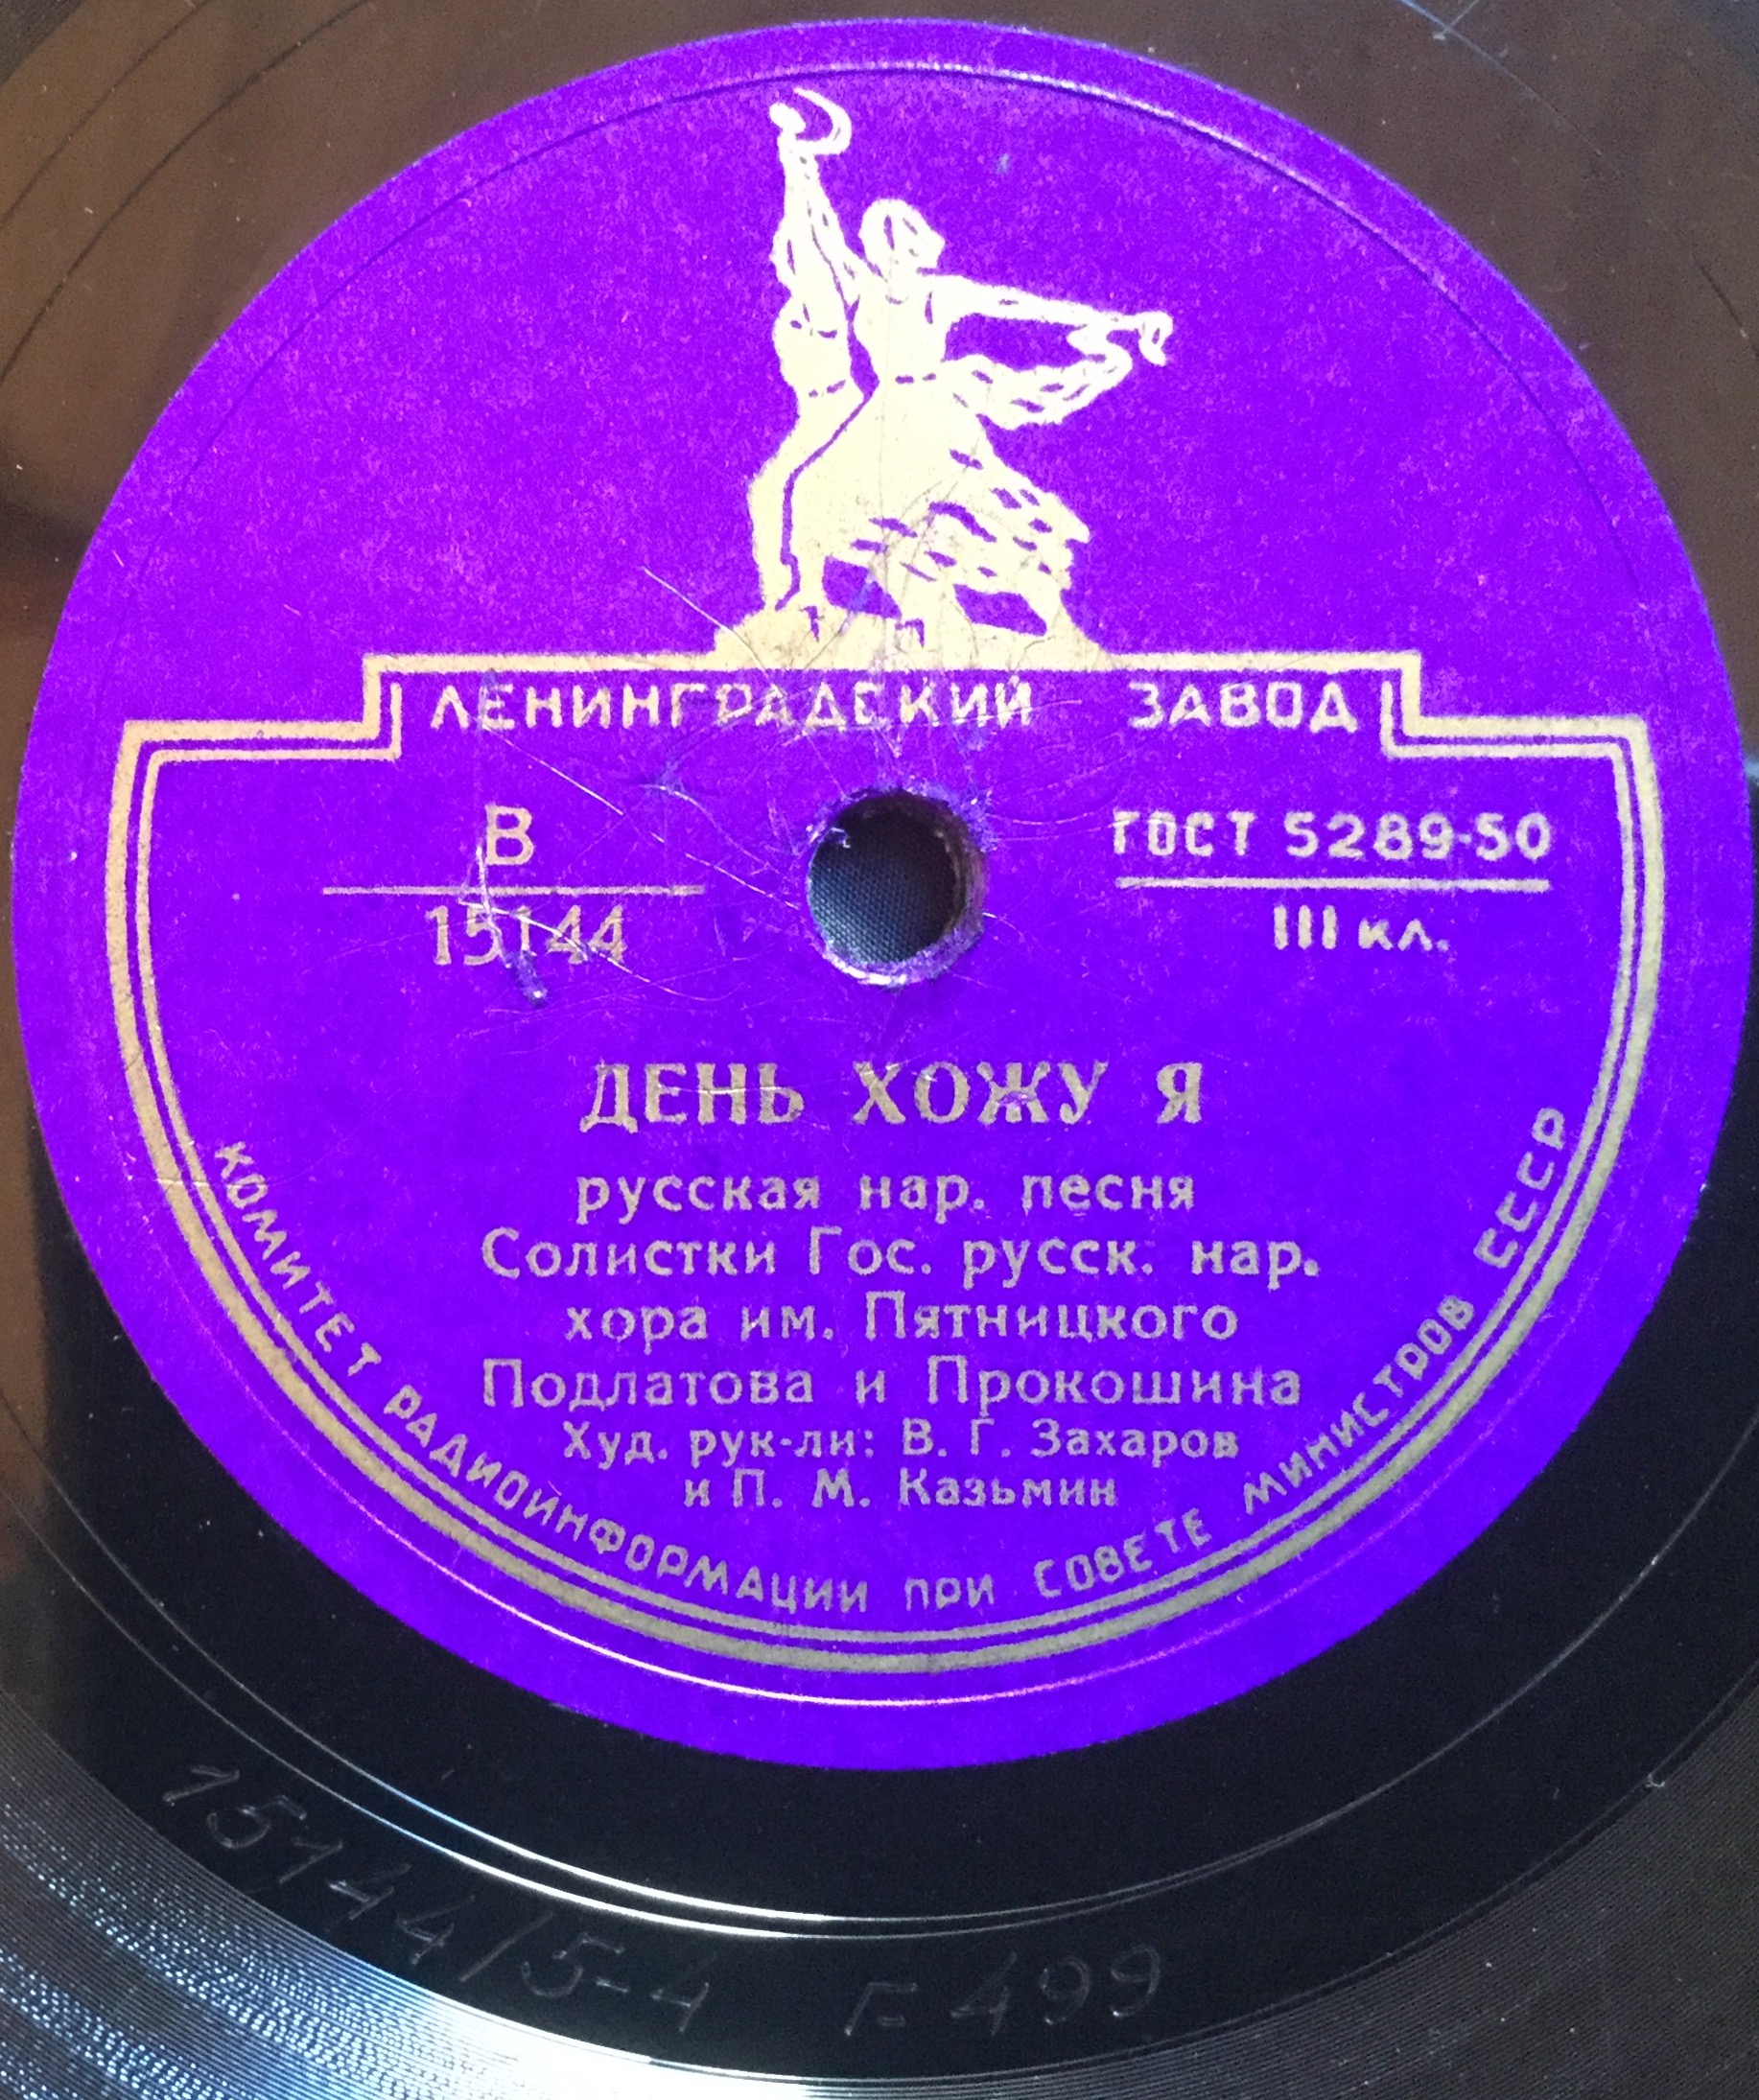 ЛЕНИНГРАДСКИЙ ЗАВОД
В
15144
ГОСТ 5289-50
III кл.
ДЕНЬ ХОЖУ Я
русская нар. песня
Солистки Гос. русск. нар.
хора им. Пятницкого
Подлатова и Прокошина
Худ. рук-ли: В. Г. Захаров
и П. М. Казьмин
КОМИТЕТ РАДИОИНФОРМАЦИИ ПРИ СОВЕТЕ МИНИСТРОВ СССР
15144/5-4 Г-499